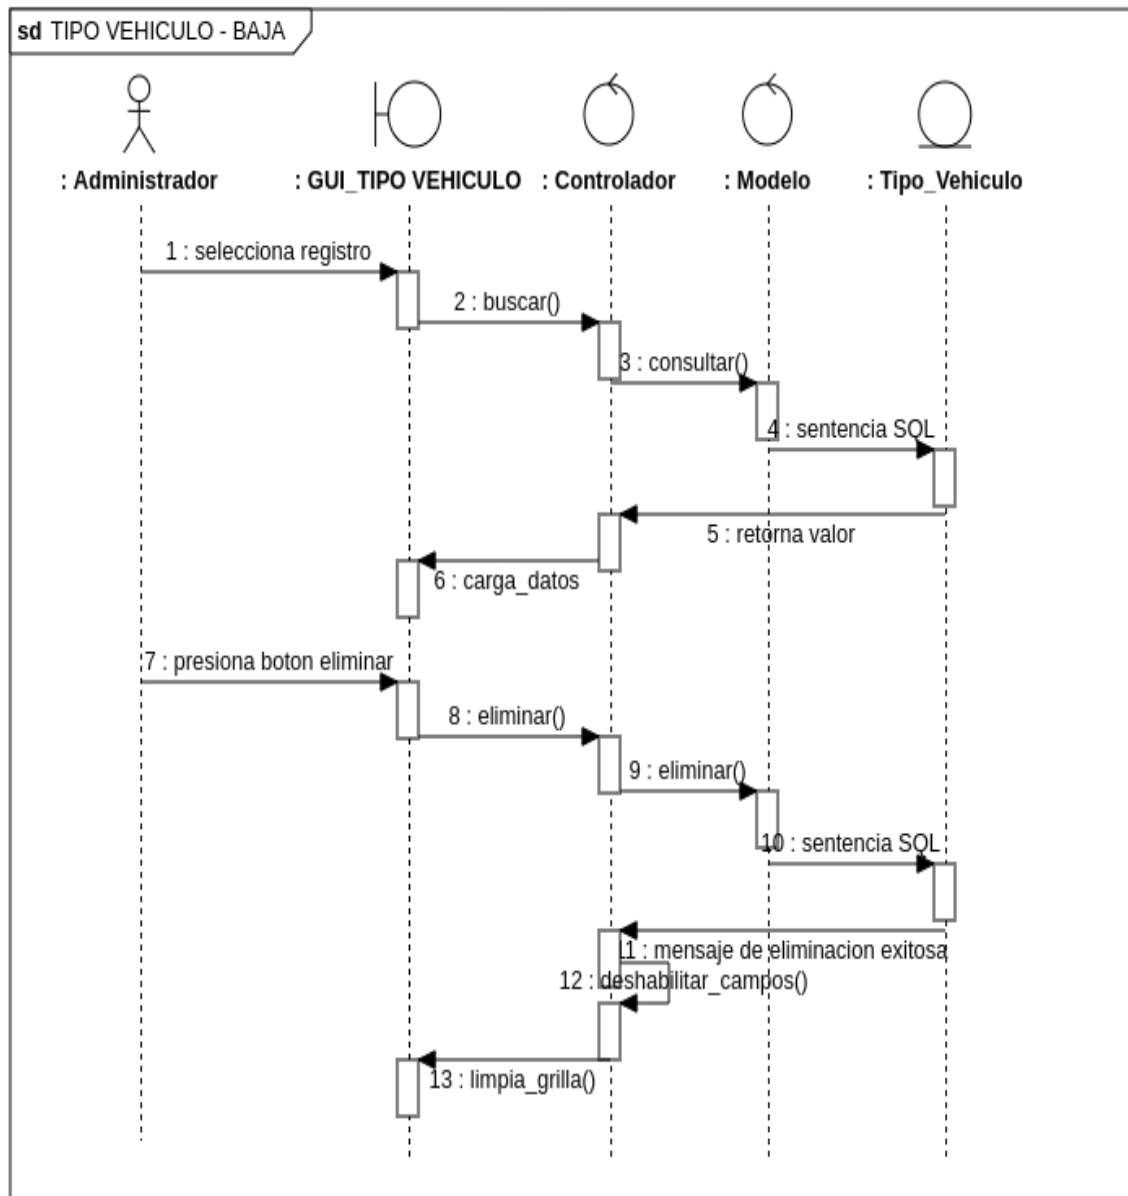 sd TIPO VEHICULO - BAJA
: Administrador
: GUI_TIPO VEHICULO
: Controlador
: Modelo
: Tipo_Vehiculo
1 : selecciona registro
2 : buscar()
3 : consultar()
4 : sentencia SQL
5 : retorna valor
6 : carga_datos
7 : presiona boton eliminar
8 : eliminar()
9 : eliminar()
10 : sentencia SQL
11 : mensaje de eliminacion exitosa
12 : deshabilitar_campos()
13 : limpia_grilla()